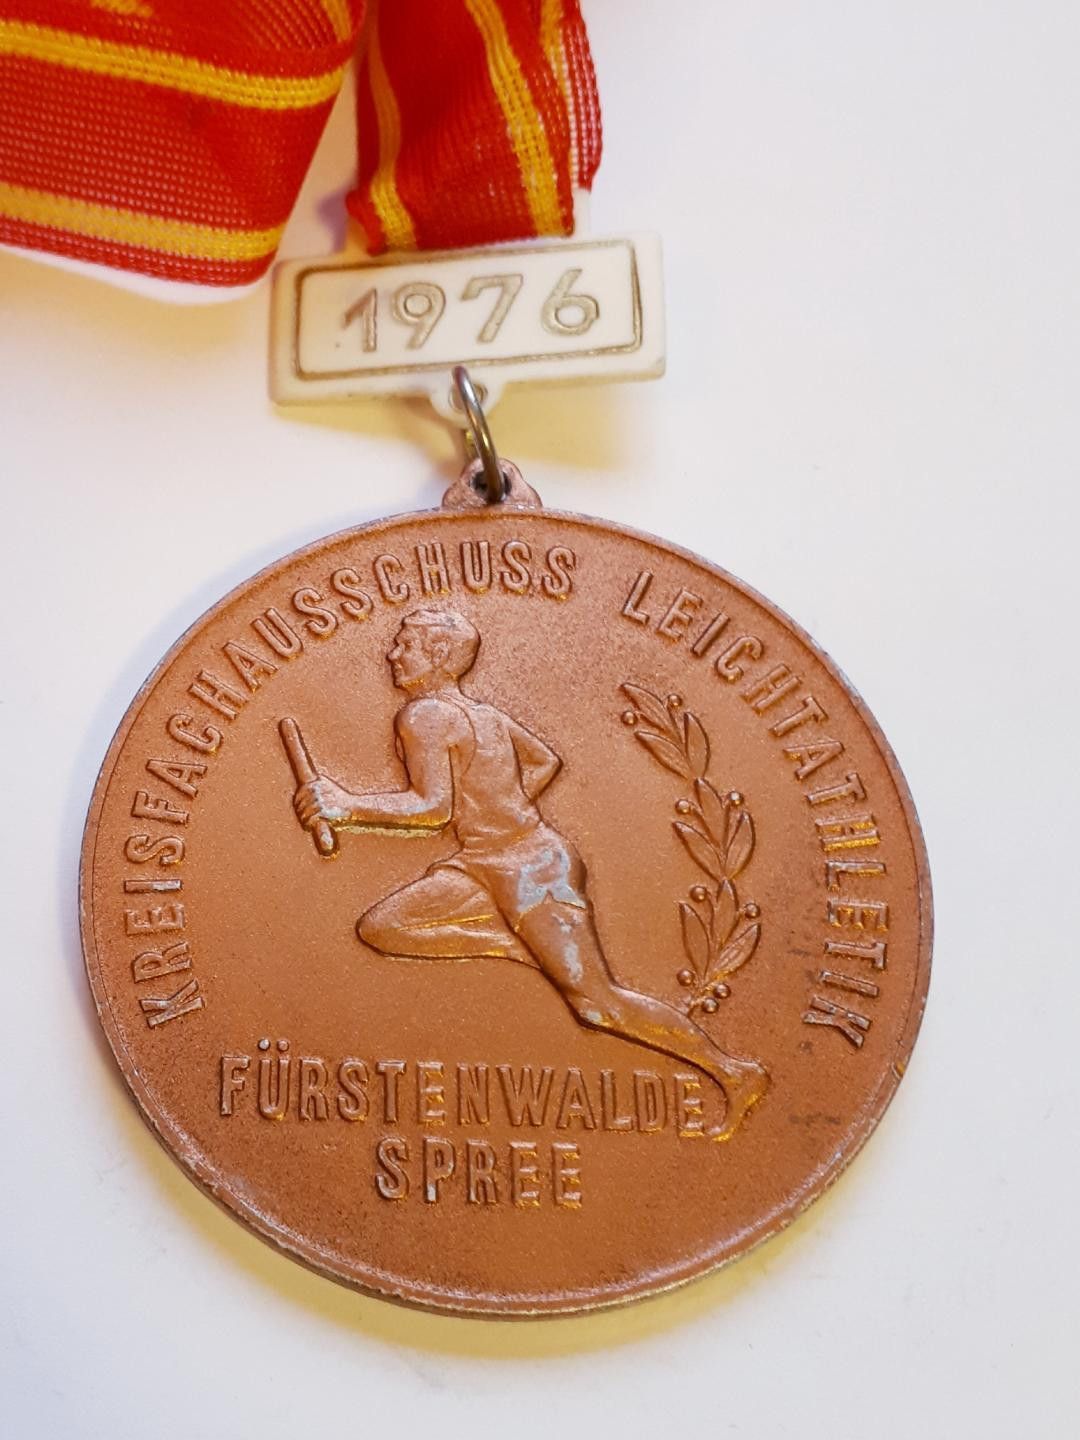 1976
KREISFACHAUSSCHUSS LEICHTATHLETIK
FÜRSTENWALDE
SPREE